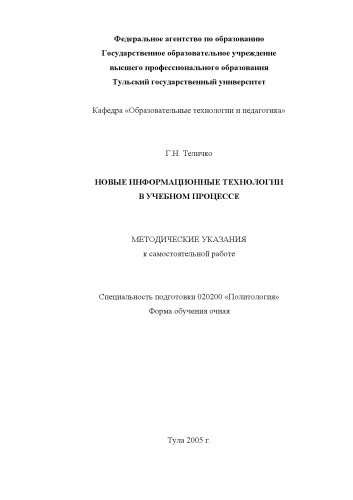 Федеральное агентство по образованию
Государственное образовательное учреждение
высшего профессионального образования
Тульский государственный университет
Кафедра «Образовательные технологии и педагогика»
Г.Н. Теличко
НОВЫЕ ИНФОРМАЦИОННЫЕ ТЕХНОЛОГИИ
В УЧЕБНОМ ПРОЦЕССЕ
МЕТОДИЧЕСКИЕ УКАЗАНИЯ
к самостоятельной работе
Специальность подготовки 020200 «Политология»
Форма обучения очная
Тула 2005 г.